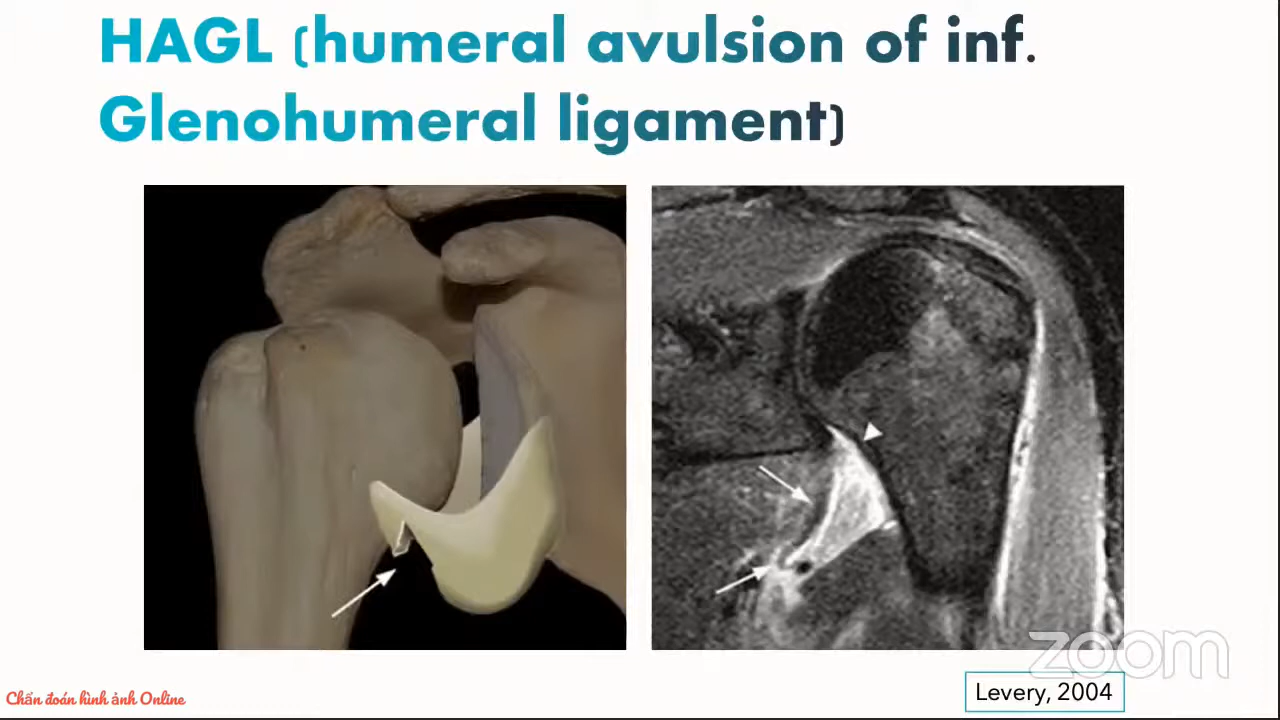 HAGL (humeral avulsion of inf.
Glenohumeral ligament)
zoom
Levery, 2004
Chẩn đoán hình ảnh Online